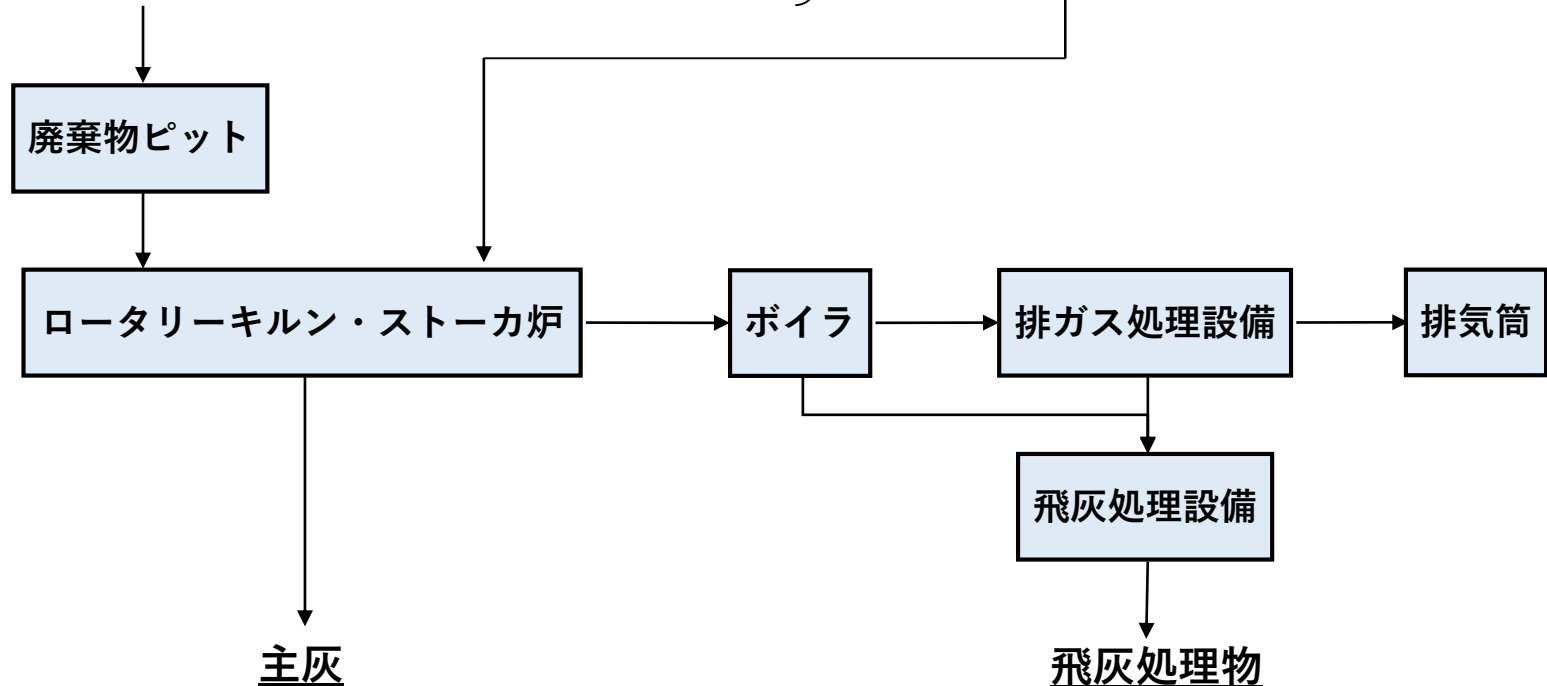 廃棄物ピット
ロータリーキルン・ストーカ炉
ボイラ
排ガス処理設備
排気筒
飛灰処理設備
主灰
飛灰処理物